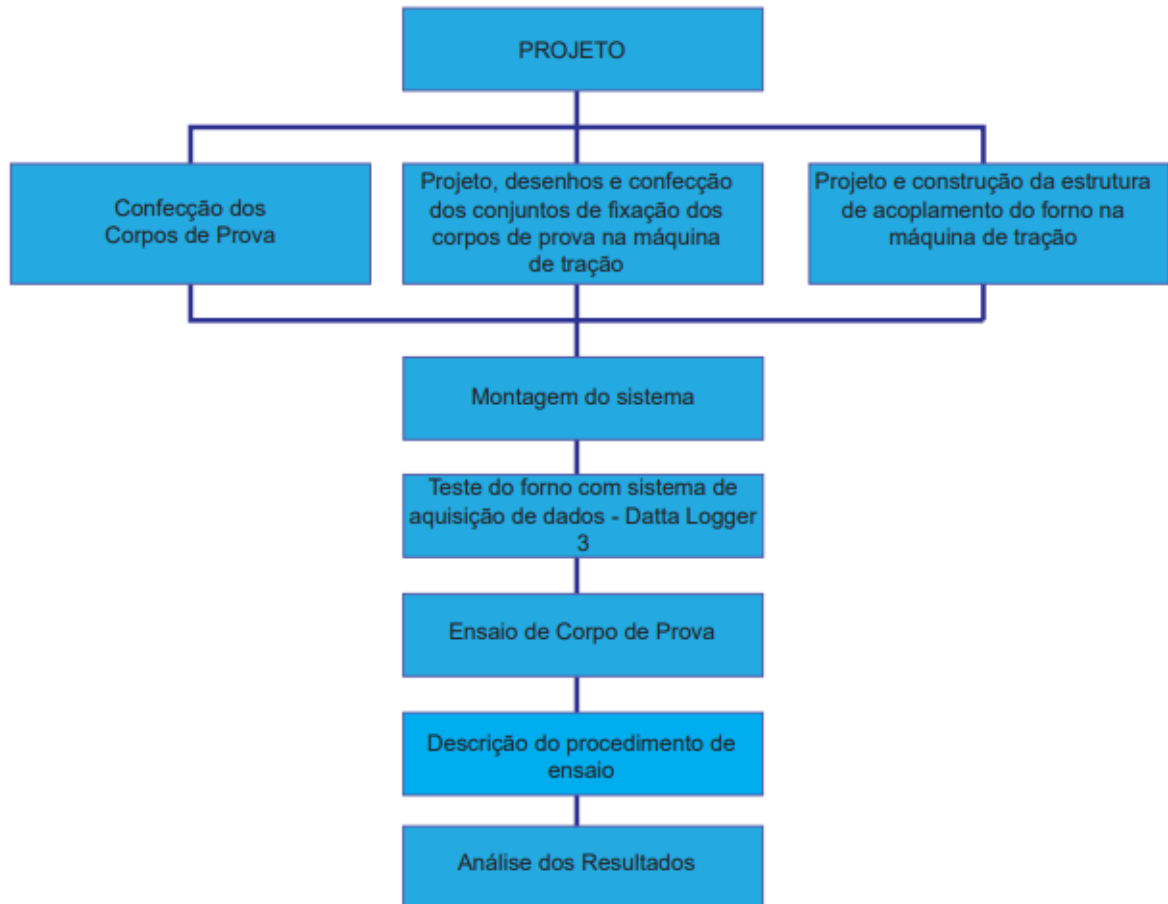 PROJETO
Confecção dos
Corpos de Prova
Projeto, desenhos e confecção
dos conjuntos de fixação dos
corpos de prova na máquina
de tração
Projeto e construção da estrutura
de acoplamento do forno na
máquina de tração
Montagem do sistema
Teste do forno com sistema de
aquisição de dados - Datta Logger
3
Ensaio de Corpo de Prova
Descrição do procedimento de
ensaio
Análise dos Resultados